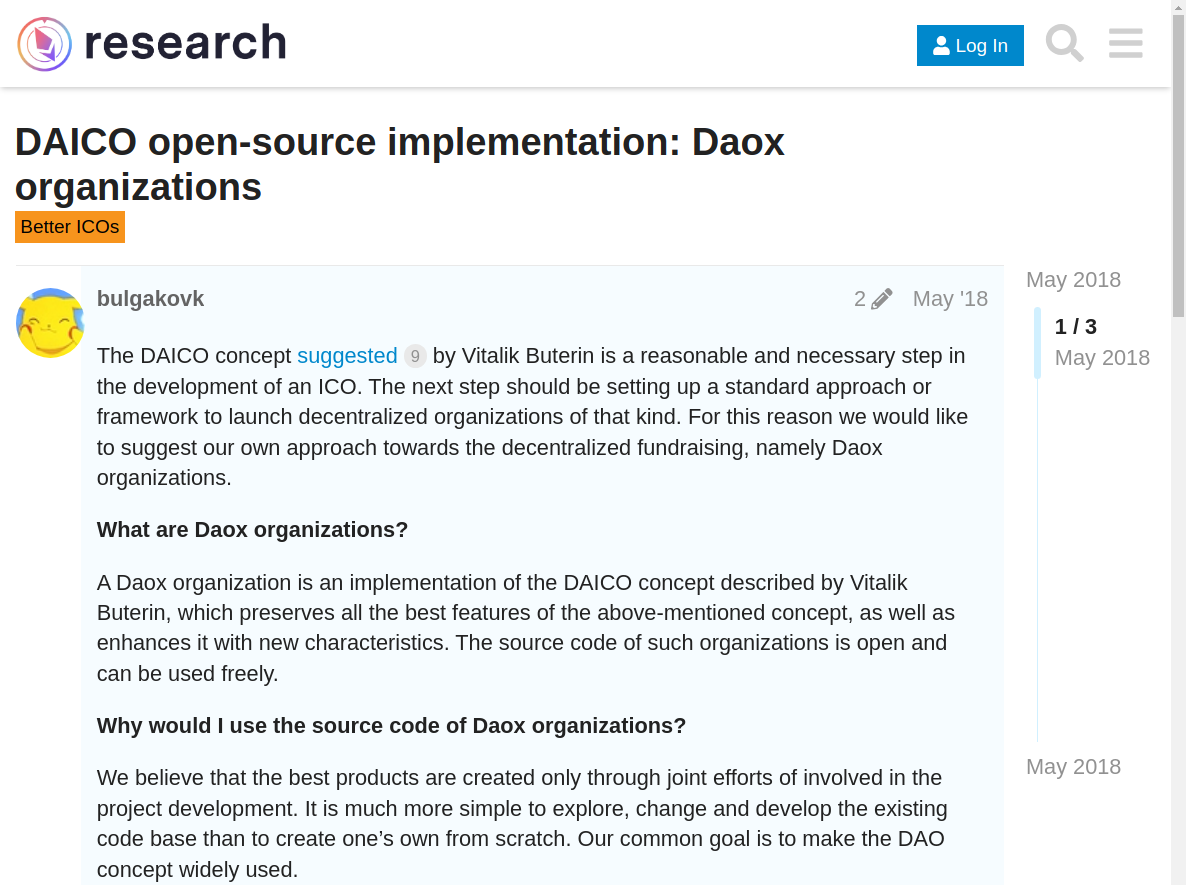 research
Log In
DAICO open-source implementation: Daox
organizations
Better ICOs
bulgakovk
2
May '18
The DAICO concept suggested 9 by Vitalik Buterin is a reasonable and necessary step in
the development of an ICO. The next step should be setting up a standard approach or
framework to launch decentralized organizations of that kind. For this reason we would like
to suggest our own approach towards the decentralized fundraising, namely Daox
organizations.
What are Daox organizations?
A Daox organization is an implementation of the DAICO concept described by Vitalik
Buterin, which preserves all the best features of the above-mentioned concept, as well as
enhances it with new characteristics. The source code of such organizations is open and
can be used freely.
Why would I use the source code of Daox organizations?
We believe that the best products are created only through joint efforts of involved in the
project development. It is much more simple to explore, change and develop the existing
code base than to create one’s own from scratch. Our common goal is to make the DAO
concept widely used.
May 2018
1 / 3
May 2018
May 2018